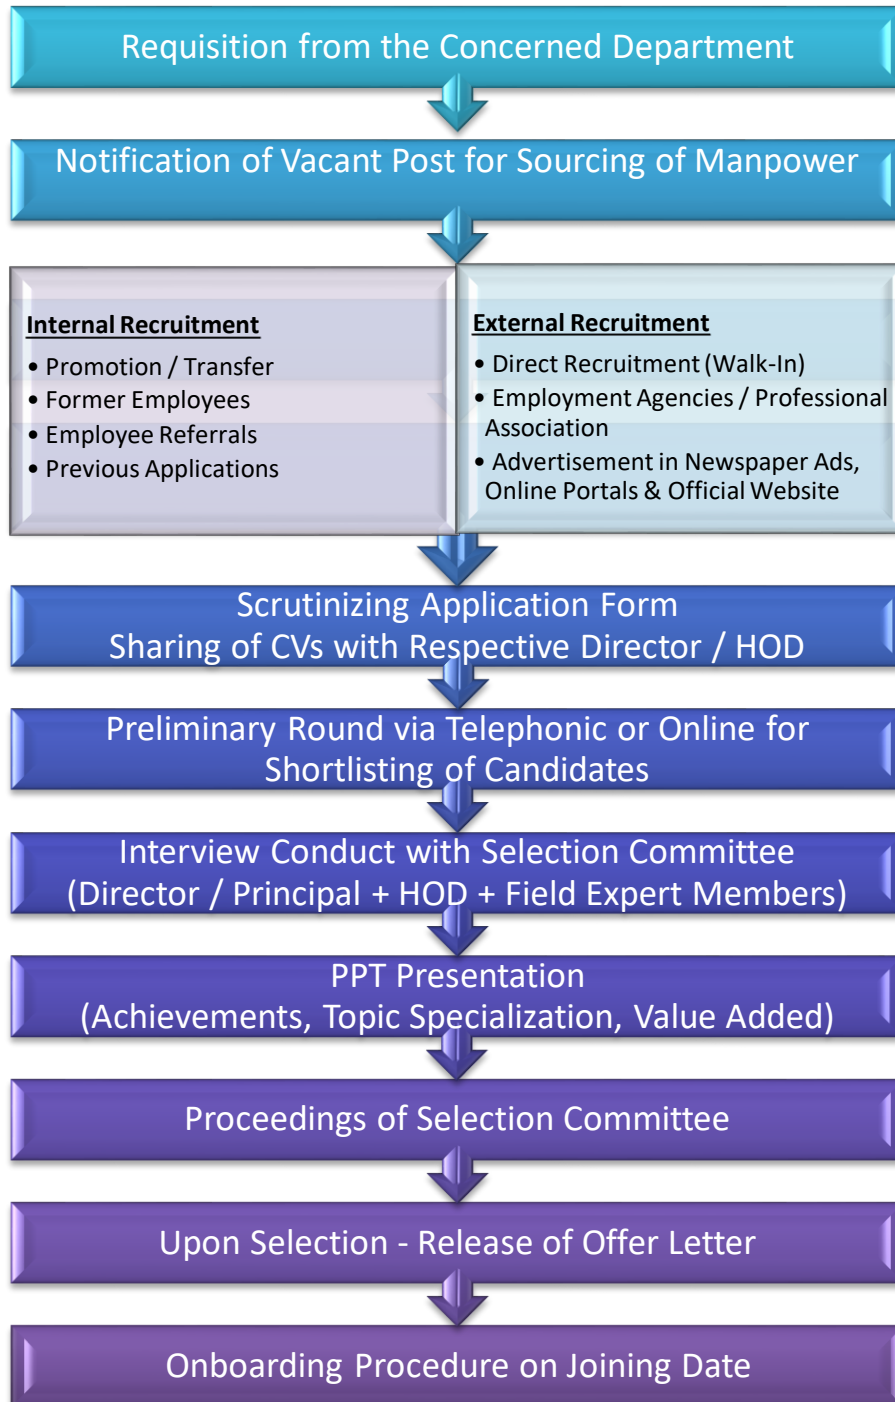 Requisition from the Concerned Department
Notification of Vacant Post for Sourcing of Manpower
Internal Recruitment
• Promotion / Transfer
• Former Employees
• Employee Referrals
• Previous Applications
External Recruitment
• Direct Recruitment (Walk-In)
• Employment Agencies / Professional
Association
• Advertisement in Newspaper Ads,
Online Portals & Official Website
Scrutinizing Application Form
Sharing of CVs with Respective Director / HOD
Preliminary Round via Telephonic or Online for
Shortlisting of Candidates
Interview Conduct with Selection Committee
(Director / Principal + HOD + Field Expert Members)
PPT Presentation
(Achievements, Topic Specialization, Value Added)
Proceedings of Selection Committee
Upon Selection - Release of Offer Letter
Onboarding Procedure on Joining Date